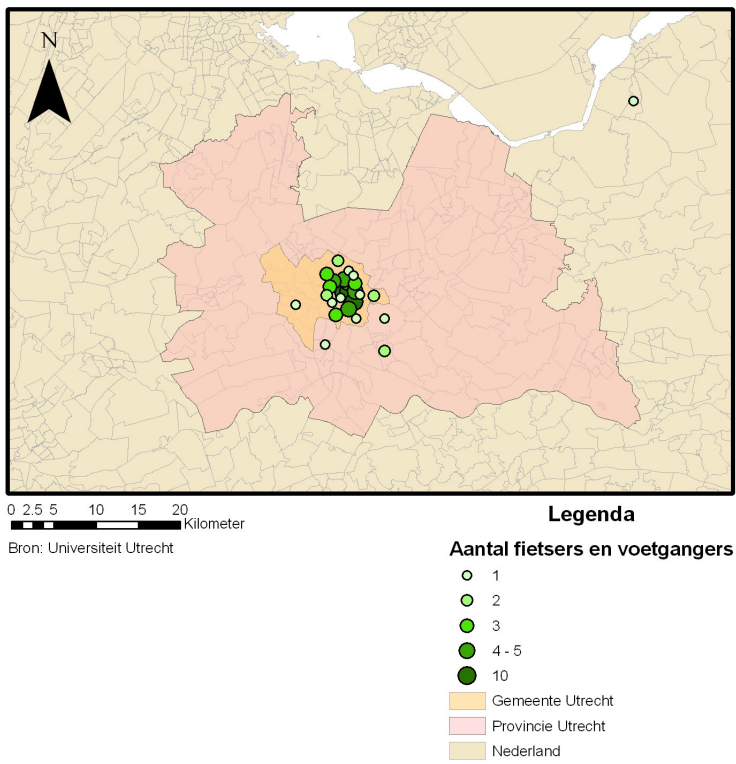 N
0 2.5 5 10 15 20
Kilometer
Bron: Universiteit Utrecht
Legenda
Aantal fietsers en voetgangers
1
2
3
4 - 5
10
Gemeente Utrecht
Provincie Utrecht
Nederland